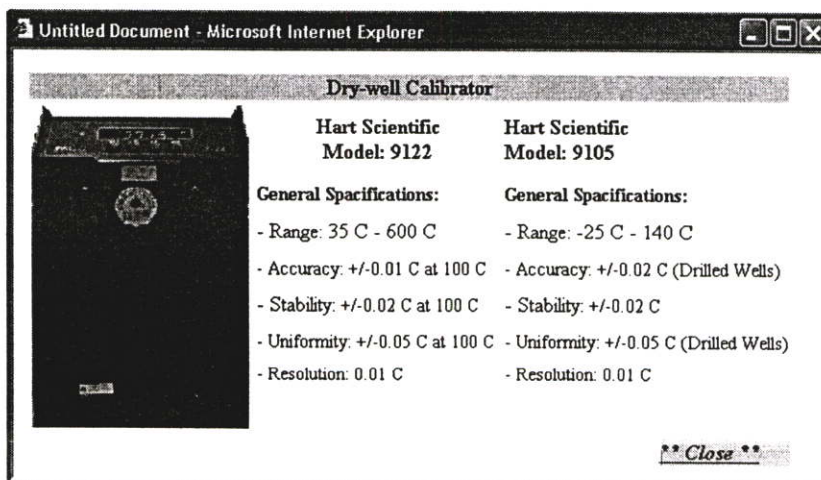 Untitled Document - Microsoft Internet Explorer
Dry-well Calibrator
Hart Scientific
Model: 9122
General Spacifications:
- Range: 35 C - 600 C
- Accuracy: +/-0.01 C at 100 C
- Stability: +/-0.02 C at 100 C
- Uniformity: +/-0.05 C at 100 C
- Resolution: 0.01 C
Hart Scientific
Model: 9105
General Spacifications:
- Range: -25 C - 140 C
- Accuracy: +/-0.02 C (Drilled Wells)
- Stability: +/-0.02 C
- Uniformity: +/-0.05 C (Drilled Wells)
- Resolution: 0.01 C
** Close **